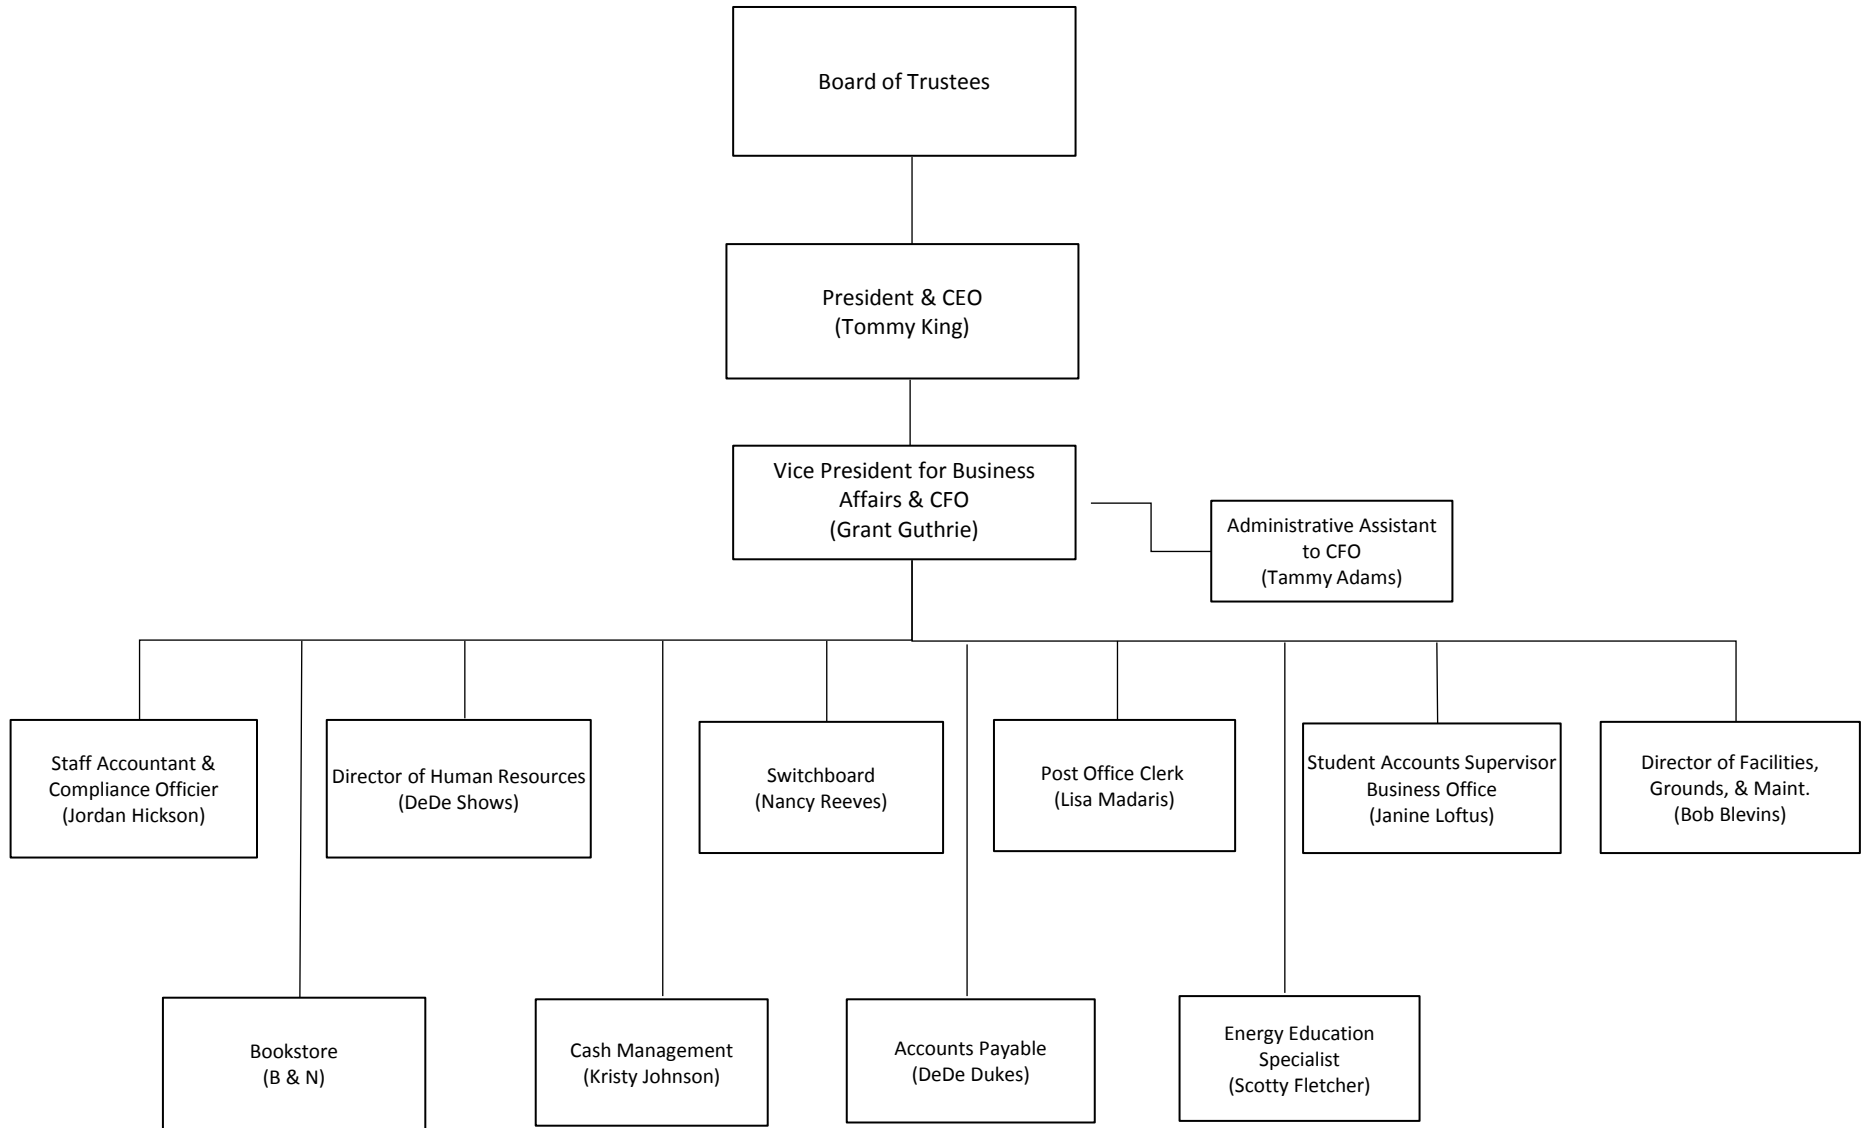 Board of Trustees
President & CEO
(Tommy King)
Vice President for Business
Affairs & CFO
(Grant Guthrie)
Administrative Assistant
to CFO
(Tammy Adams)
Staff Accountant &
Compliance Officier
(Jordan Hickson)
Director of Human Resources
(DeDe Shows)
Switchboard
(Nancy Reeves)
Post Office Clerk
(Lisa Madaris)
Student Accounts Supervisor
Business Office
(Janine Loftus)
Director of Facilities,
Grounds, & Maint.
(Bob Blevins)
Bookstore
(B & N)
Cash Management
(Kristy Johnson)
Accounts Payable
(DeDe Dukes)
Energy Education
Specialist
(Scotty Fletcher)